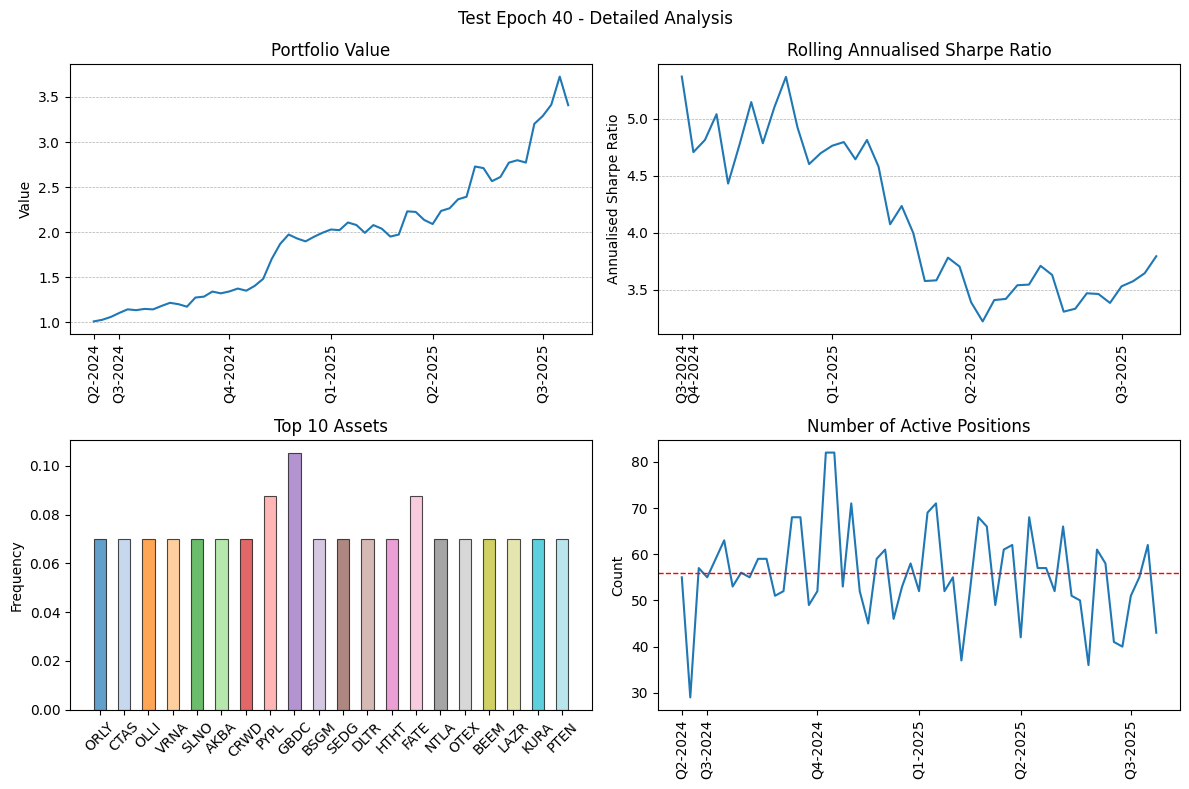 Test Epoch 40 - Detailed Analysis
Portfolio Value
Value
3.5
3.0
2.5
2.0
1.5
1.0
Q2-2024
Q3-2024
Q4-2024
Q1-2025
Q2-2025
Q3-2025
Rolling Annualised Sharpe Ratio
Annualised Sharpe Ratio
5.0
4.5
4.0
3.5
Q3-2024
Q4-2024
Q1-2025
Q2-2025
Q3-2025
Top 10 Assets
Frequency
0.10
0.08
0.06
0.04
0.02
0.00
ORLY
CTAS
OLLI
VRNA
SLNO
AKBA
CRWD
PYPL
GBDC
BSGM
SEDG
DLTR
HTHT
FATE
NTLA
OTEX
BEEM
LAZR
KURA
PTEN
Number of Active Positions
Count
80
70
60
50
40
30
Q2-2024
Q3-2024
Q4-2024
Q1-2025
Q2-2025
Q3-2025